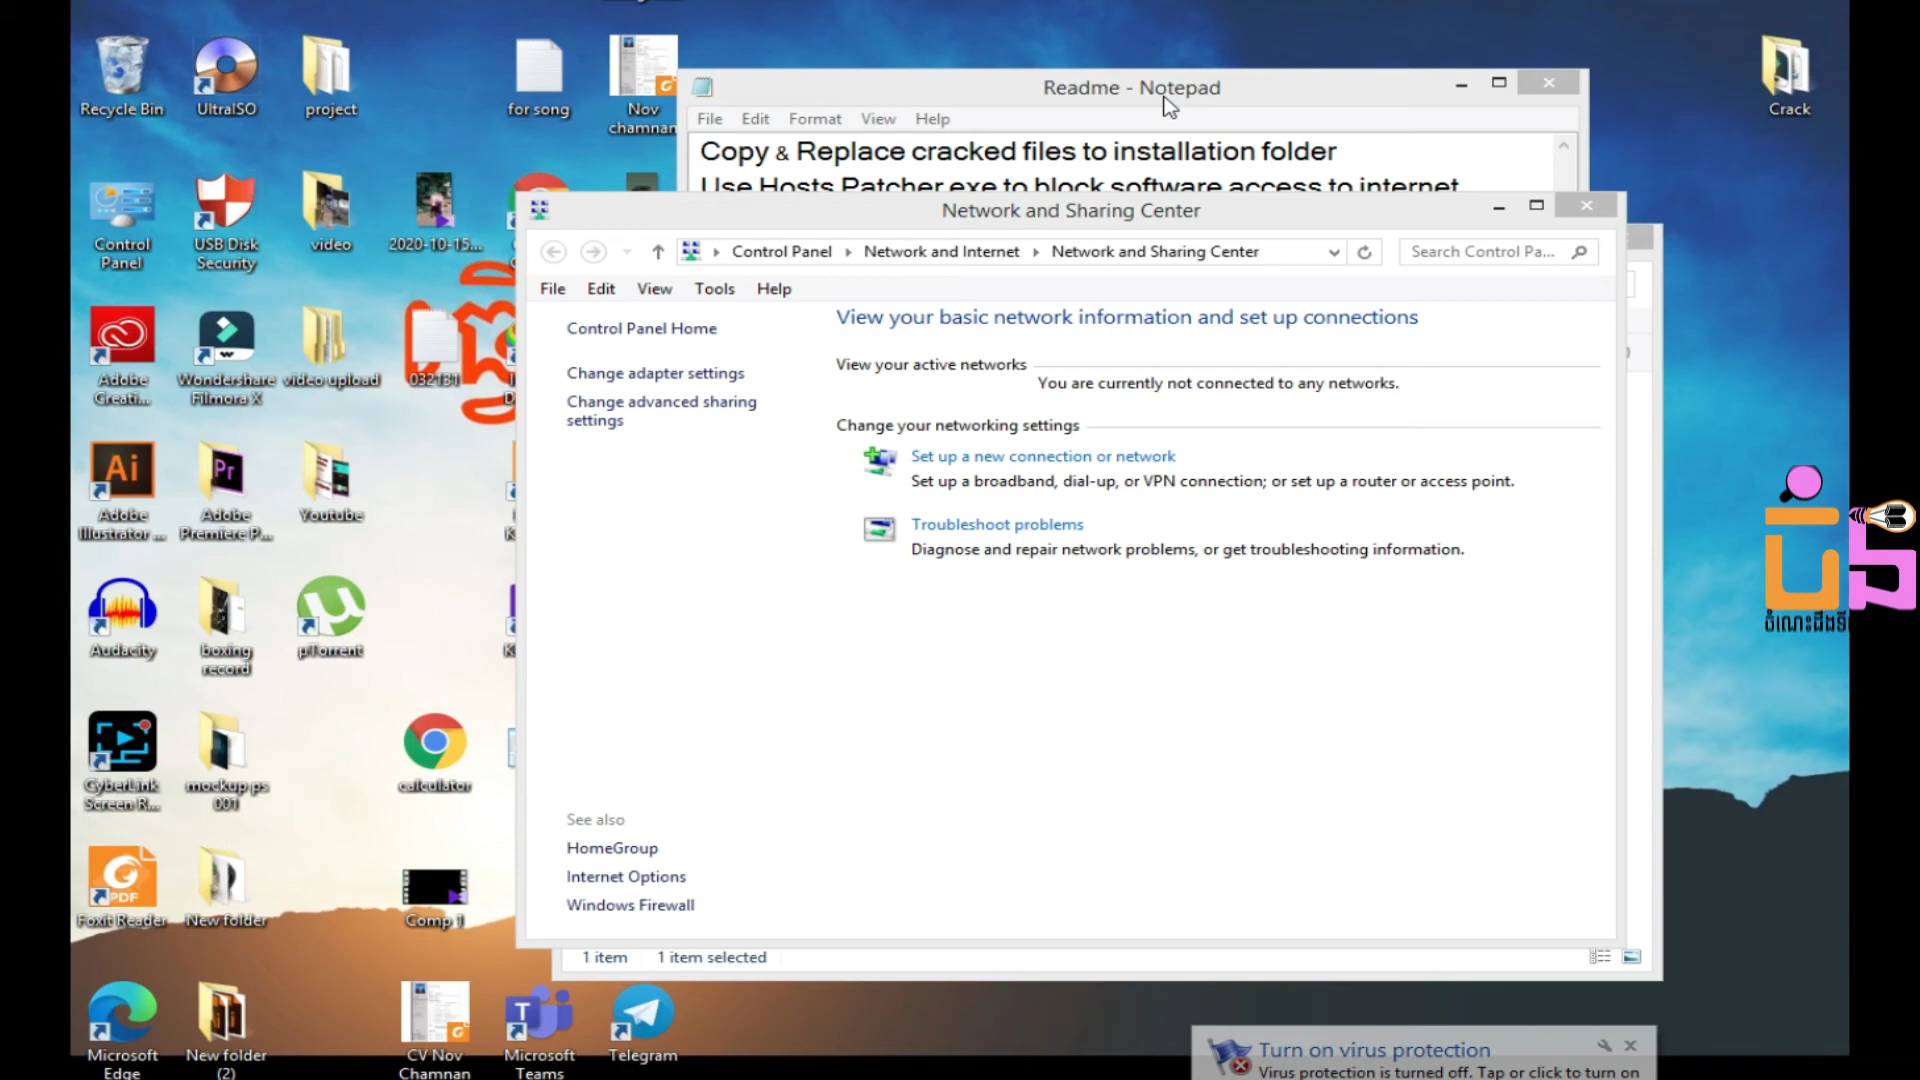 Recycle Bin
UltraISO
project
for song
Nov
chamnan
Crack
Readme - Notepad
File Edit Format View Help
Copy & Replace cracked files to installation folder
Use Hosts Patcher.exe to block software access to internet
Control
Panel
USB Disk
Security
video
2020-10-15...
Network and Sharing Center
Control Panel Network and Internet Network and Sharing Center
Search Control Pa...
File Edit View Tools Help
Control Panel Home
Change adapter settings
Change advanced sharing
settings
View your basic network information and set up connections
View your active networks
You are currently not connected to any networks.
Change your networking settings
Set up a new connection or network
Set up a broadband, dial-up, or VPN connection; or set up a router or access point.
Troubleshoot problems
Diagnose and repair network problems, or get troubleshooting information.
See also
HomeGroup
Internet Options
Windows Firewall
1 item 1 item selected
Adobe
Creati...
Wondershare
Filmora X
video upload
032131
Ai
Adobe
Illustrator ...
Pr
Adobe
Premiere P...
Youtube
Audacity
boxing
record
µTorrent
CyberLink
Screen R...
mockup ps
001
calculator
PDF
Foxit Reader
New folder
Comp 1
Microsoft
Edge
New folder
(2)
CV Nov
Chamnan
Microsoft
Teams
Telegram
Turn on virus protection
Virus protection is turned off. Tap or click to turn on